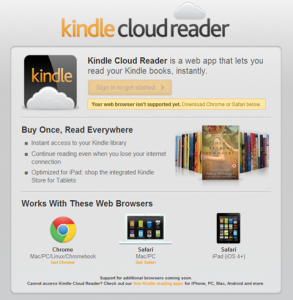 kindle cloud reader
kindle
Kindle Cloud Reader is a web app that lets you
read your Kindle books, instantly.
Sign in to get started
Your web browser isn't supported yet. Download Chrome or Safari below.
Buy Once, Read Everywhere
Instant access to your Kindle library
Continue reading even when you lose your internet
connection
Optimized for iPad: shop the integrated Kindle
Store for Tablets
Works With These Web Browsers
Chrome
Mac/PC/Linux/Chromebook
Get Chrome
Safari
Mac/PC
Get Safari
Safari
iPad (iOS 4+)
Support for additional browsers coming soon.
Cannot access Kindle Cloud Reader? Check out our free Kindle reading apps for iPhone, PC, Mac, Android and more.